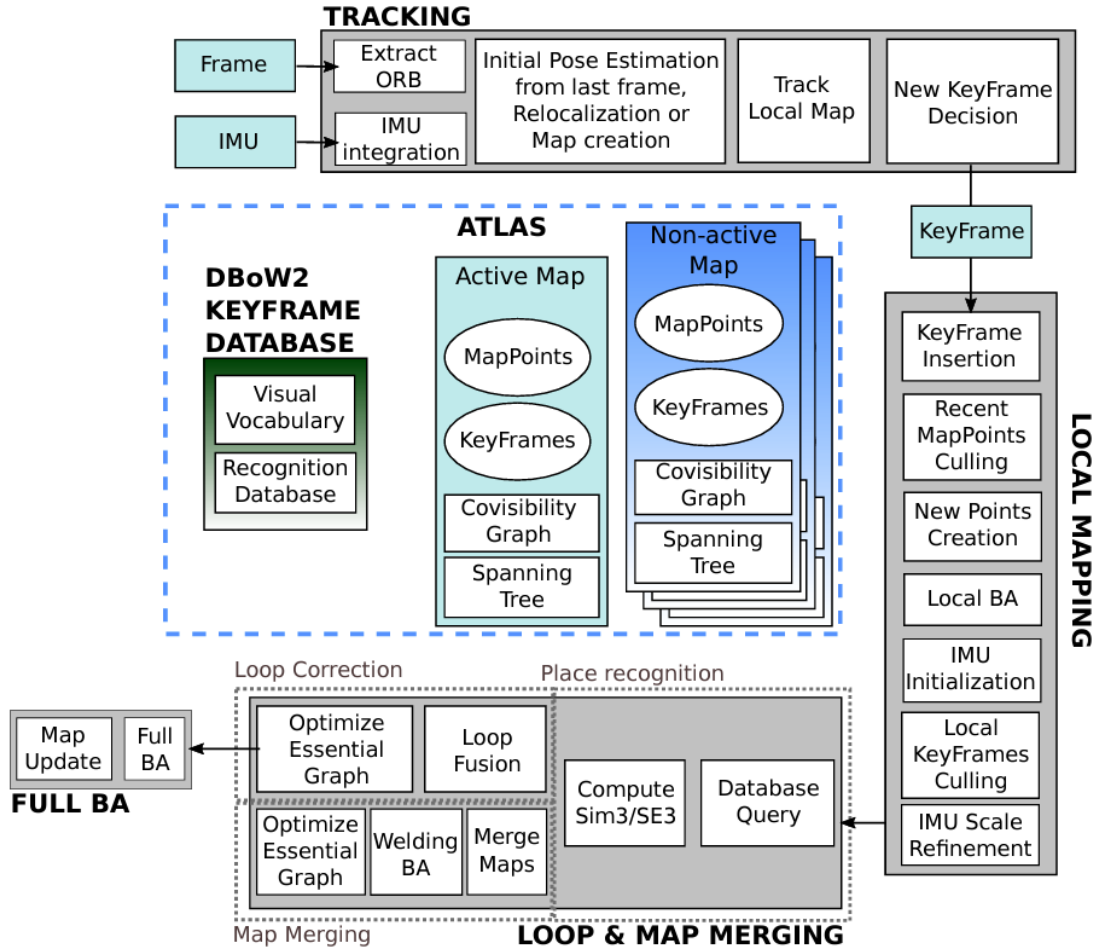 TRACKING
Frame
IMU
Extract
ORB
IMU
integration
Initial Pose Estimation
from last frame,
Relocalization or
Map creation
Track
Local Map
New KeyFrame
Decision
KeyFrame
ATLAS
DBoW2
KEYFRAME
DATABASE
Visual
Vocabulary
Recognition
Database
Active Map
MapPoints
KeyFrames
Covisibility
Graph
Spanning
Tree
Non-active
Map
MapPoints
KeyFrames
Covisibility
Graph
Spanning
Tree
LOCAL MAPPING
KeyFrame
Insertion
Recent
MapPoints
Culling
New Points
Creation
Local BA
IMU
Initialization
Local
KeyFrames
Culling
IMU Scale
Refinement
Place recognition
Database
Query
Compute
Sim3/SE3
Loop Correction
Optimize
Essential
Graph
Loop
Fusion
Optimize
Essential
Graph
Welding
BA
Merge
Maps
Map Merging
LOOP & MAP MERGING
Map
Update
Full
BA
FULL BA